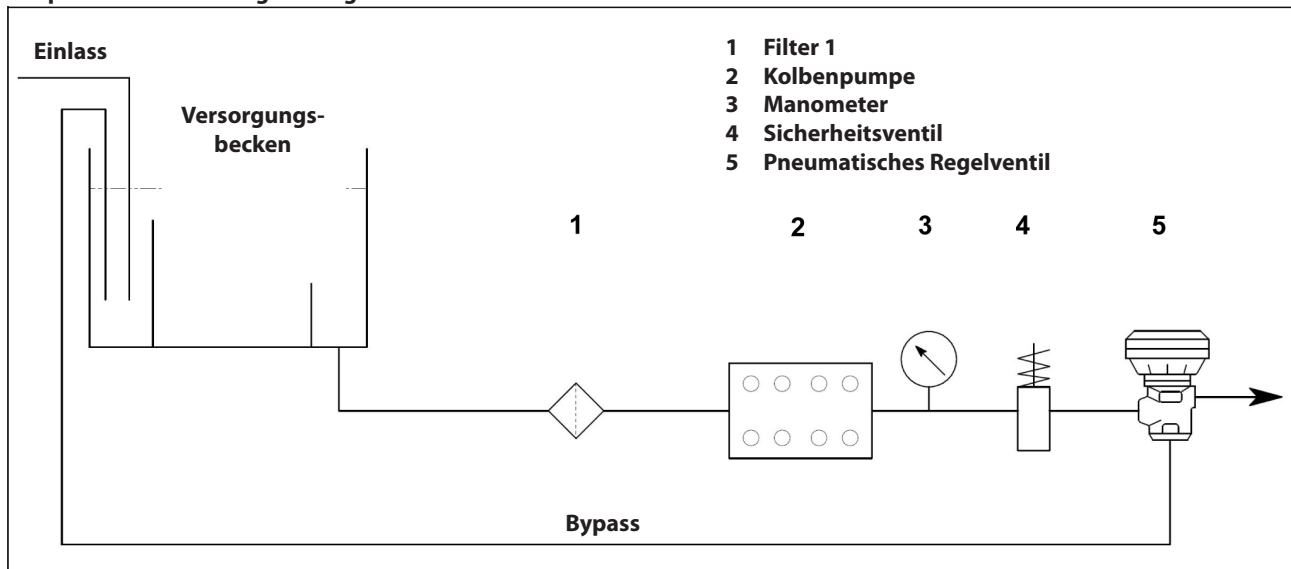 Einlass
Versorgungs-
becken
1 Filter 1
2 Kolbenpumpe
3 Manometer
4 Sicherheitsventil
5 Pneumatisches Regelventil
1 2 3 4 5
Bypass